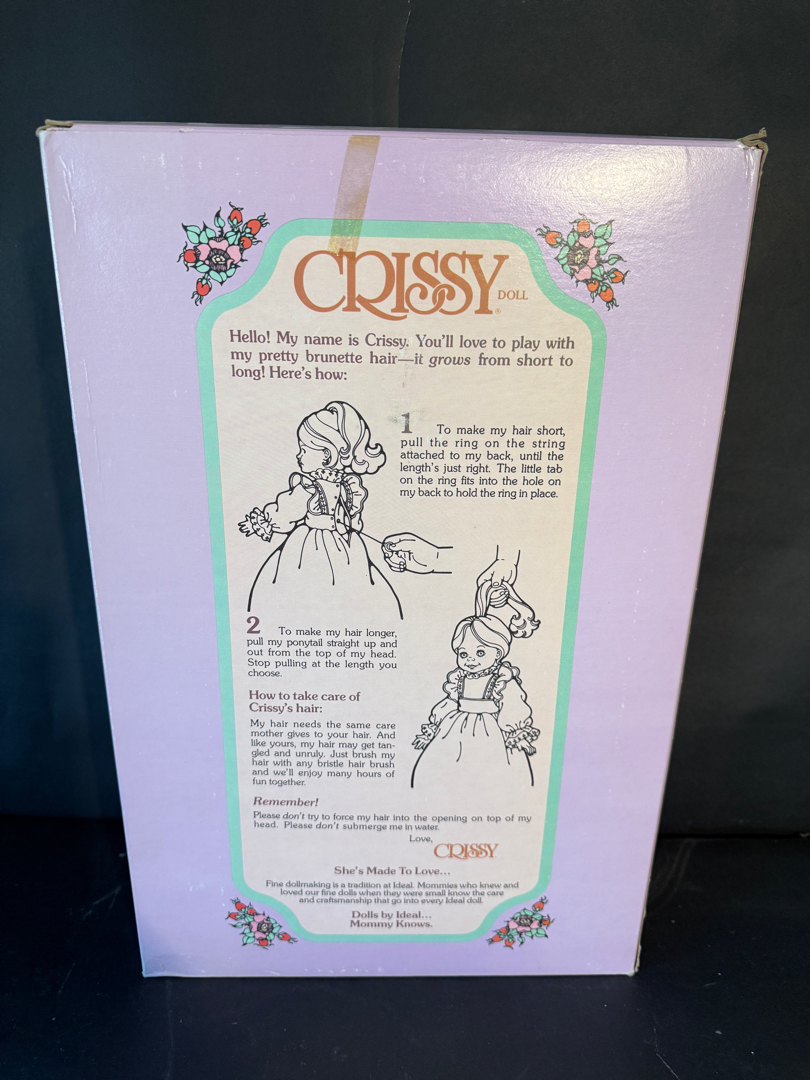 CRISSY DOLL
®
Hello! My name is Crissy. You'll love to play with
my pretty brunette hair—it grows from short to
long! Here's how:
1 To make my hair short,
pull the ring on the string
attached to my back, until the
length's just right. The little tab
on the ring fits into the hole on
my back to hold the ring in place.
2 To make my hair longer,
pull my ponytail straight up and
out from the top of my head.
Stop pulling at the length you
choose.
How to take care of
Crissy's hair:
My hair needs the same care
mother gives to your hair. And
like yours, my hair may get tan-
gled and unruly. Just brush my
hair with any bristle hair brush
and we'll enjoy many hours of
fun together.
Remember!
Please don't try to force my hair into the opening on top of my
head. Please don't submerge me in water.
Love,
CRISSY
She's Made To Love...
Fine dollmaking is a tradition at Ideal. Mommies who knew and
loved our fine dolls when they were small know the care
and craftsmanship that go into every Ideal doll.
Dolls by Ideal...
Mommy Knows.